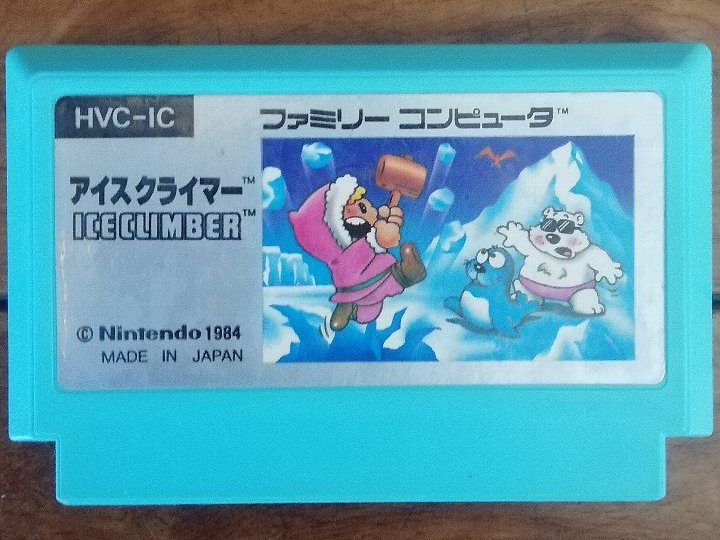 HVC-IC
ファミリー コンピュータ™
アイスクライマー™
ICE CLIMBER™
© Nintendo 1984
MADE IN JAPAN